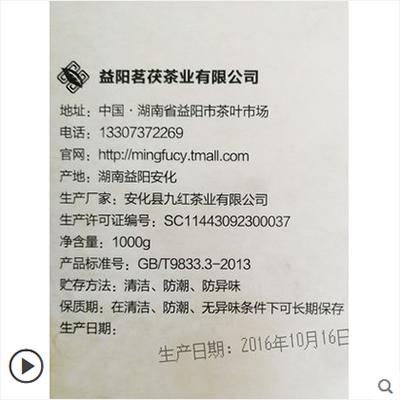 益阳茗茯茶业有限公司
地址：中国·湖南省益阳市茶叶市场
电话：13307372269
官网：http://mingfucy.tmall.com
产地：湖南益阳安化
生产厂家：安化县九红茶业有限公司
生产许可证编号：SC11443092300037
净含量：1000g
产品标准号：GB/T9833.3-2013
贮存方法：清洁、防潮、防异味
保质期：在清洁、防潮、无异味条件下可长期保存
生产日期：
生产日期：2016年10月16日